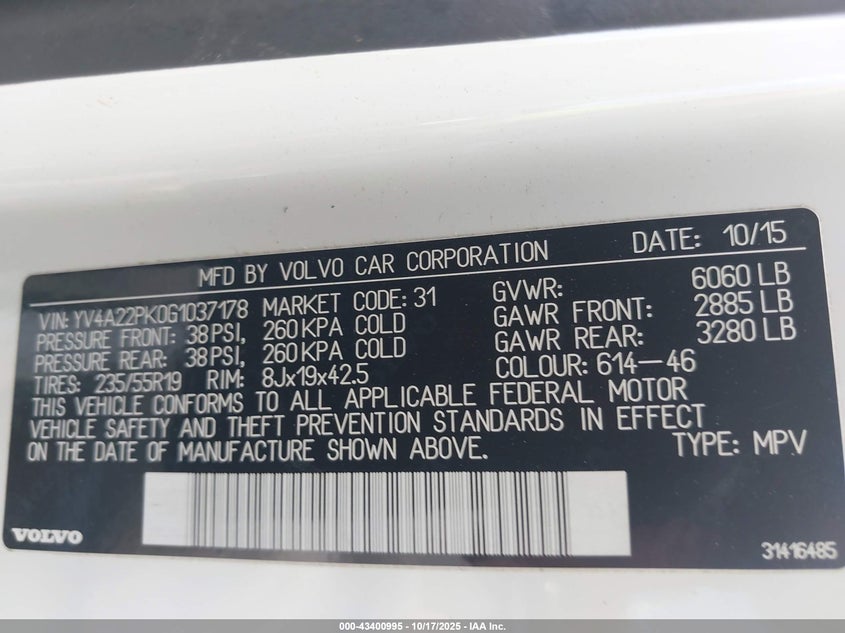 MFD BY VOLVO CAR CORPORATION DATE: 10/15
VIN: YV4A22PK0G1037178 MARKET CODE: 31 GVWR: 6060 LB
PRESSURE FRONT: 38 PSI, 260 KPA COLD GAWR FRONT: 2885 LB
PRESSURE REAR: 38 PSI, 260 KPA COLD GAWR REAR: 3280 LB
TIRES: 235/55R19 RIM: 8Jx19x42.5 COLOUR: 614-46
THIS VEHICLE CONFORMS TO ALL APPLICABLE FEDERAL MOTOR
VEHICLE SAFETY AND THEFT PREVENTION STANDARDS IN EFFECT
ON THE DATE OF MANUFACTURE SHOWN ABOVE. TYPE: MPV
VOLVO 31416485
000-43400995 - 10/17/2025 - IAA Inc.